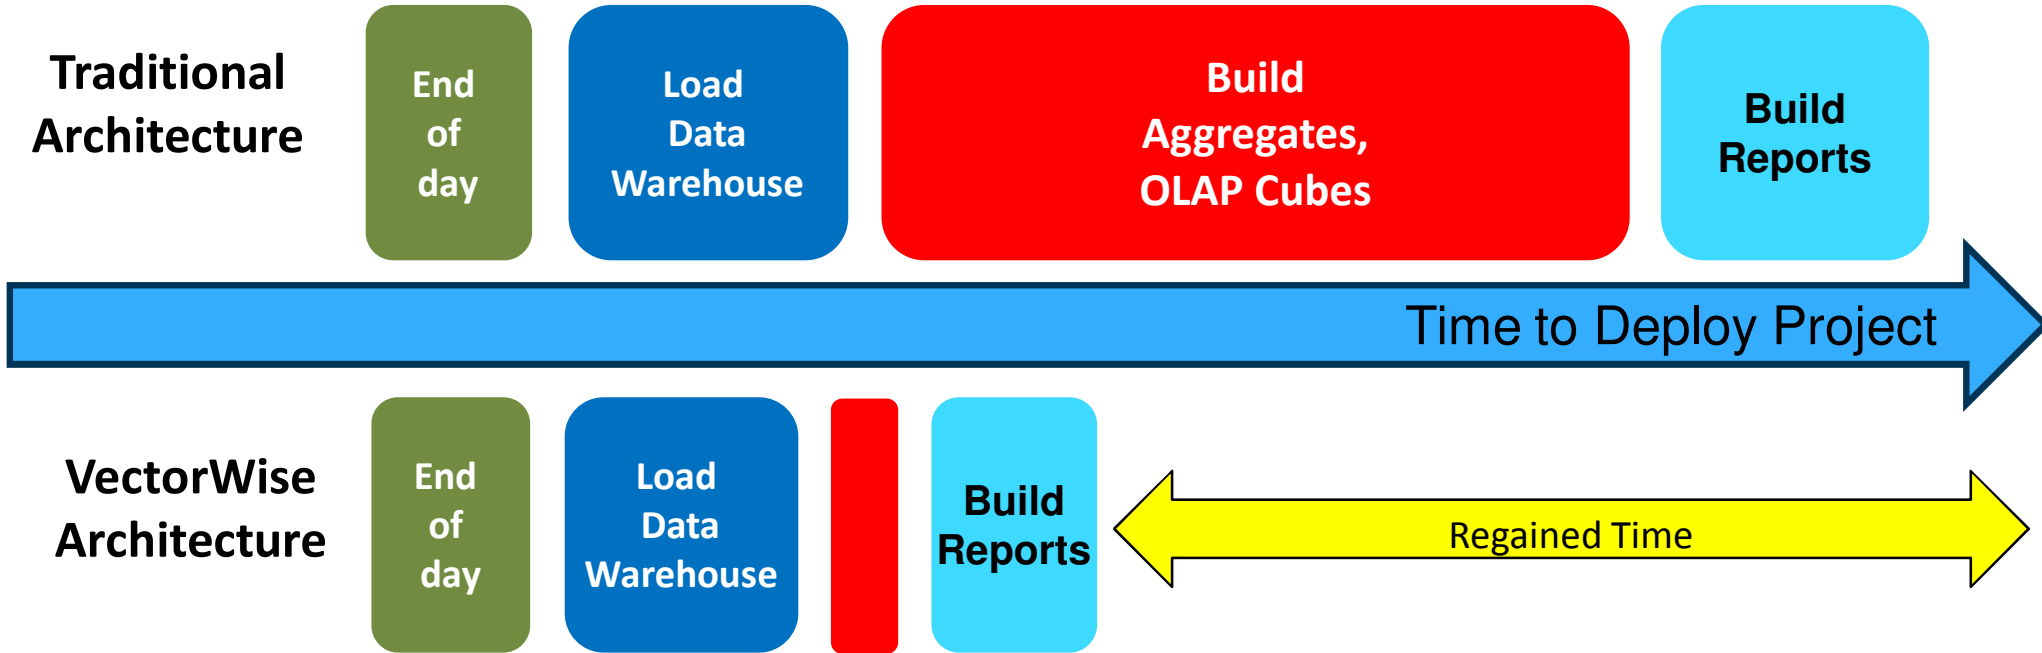 Traditional
Architecture
End
of
day
Load
Data
Warehouse
Build
Aggregates,
OLAP Cubes
Build
Reports
Time to Deploy Project
VectorWise
Architecture
End
of
day
Load
Data
Warehouse
Build
Reports
Regained Time